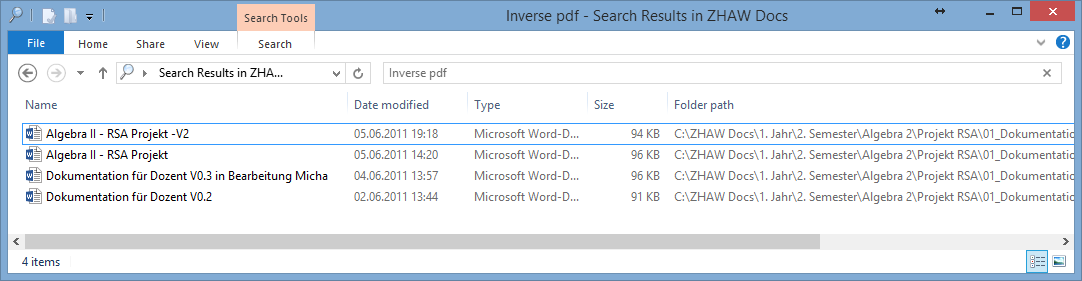 Search Tools
Inverse pdf - Search Results in ZHAW Docs
File Home Share View Search
Search Results in ZHA... Inverse pdf
Name Date modified Type Size Folder path
Algebra II - RSA Projekt -V2 05.06.2011 19:18 Microsoft Word-D... 94 KB C:\ZHAW Docs\1. Jahr\2. Semester\Algebra 2\Projekt RSA\01_Dokumentatio
Algebra II - RSA Projekt 05.06.2011 14:20 Microsoft Word-D... 96 KB C:\ZHAW Docs\1. Jahr\2. Semester\Algebra 2\Projekt RSA\01_Dokumentatio
Dokumentation für Dozent V0.3 in Bearbeitung Micha 04.06.2011 13:57 Microsoft Word-D... 96 KB C:\ZHAW Docs\1. Jahr\2. Semester\Algebra 2\Projekt RSA\01_Dokumentatio
Dokumentation für Dozent V0.2 02.06.2011 13:44 Microsoft Word-D... 91 KB C:\ZHAW Docs\1. Jahr\2. Semester\Algebra 2\Projekt RSA\01_Dokumentatio
4 items